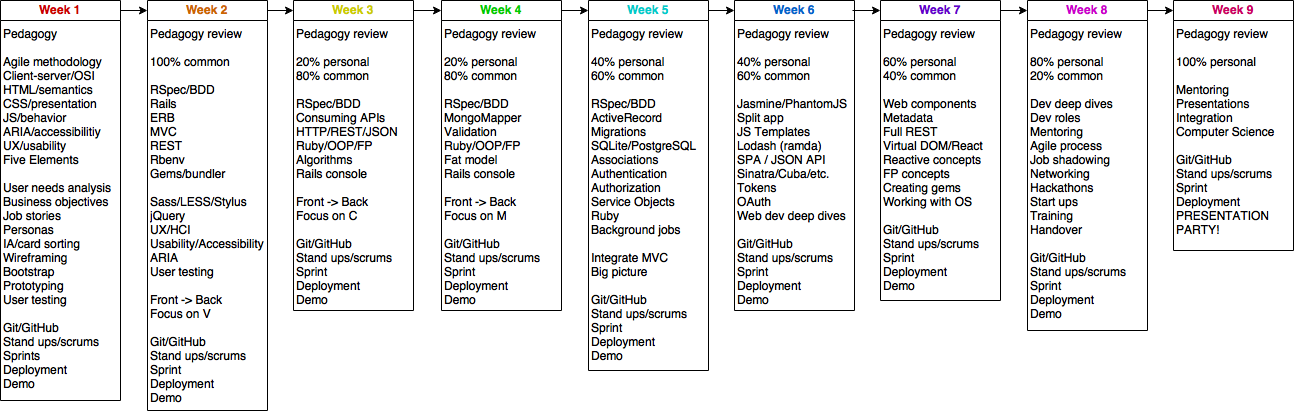 Week 1
Pedagogy
Agile methodology
Client-server/OSI
HTML/semantics
CSS/presentation
JS/behavior
ARIA/accessibilitiy
UX/usability
Five Elements
User needs analysis
Business objectives
Job stories
Personas
IA/card sorting
Wireframing
Bootstrap
Prototyping
User testing
Git/GitHub
Stand ups/scrums
Sprints
Deployment
Demo
Week 2
Pedagogy review
100% common
RSpec/BDD
Rails
ERB
MVC
REST
Rbenv
Gems/bundler
Sass/LESS/Stylus
jQuery
UX/HCI
Usability/Accessibility
ARIA
User testing
Front -> Back
Focus on V
Git/GitHub
Stand ups/scrums
Sprint
Deployment
Demo
Week 3
Pedagogy review
20% personal
80% common
RSpec/BDD
Consuming APIs
HTTP/REST/JSON
Ruby/OOP/FP
Algorithms
Rails console
Front -> Back
Focus on C
Git/GitHub
Stand ups/scrums
Sprint
Deployment
Demo
Week 4
Pedagogy review
20% personal
80% common
RSpec/BDD
MongoMapper
Validation
Ruby/OOP/FP
Fat model
Rails console
Front -> Back
Focus on M
Git/GitHub
Stand ups/scrums
Sprint
Deployment
Demo
Week 5
Pedagogy review
40% personal
60% common
RSpec/BDD
ActiveRecord
Migrations
SQLite/PostgreSQL
Associations
Authentication
Authorization
Service Objects
Ruby
Background jobs
Integrate MVC
Big picture
Git/GitHub
Stand ups/scrums
Sprint
Deployment
Demo
Week 6
Pedagogy review
40% personal
60% common
Jasmine/PhantomJS
Split app
JS Templates
Lodash (ramda)
SPA / JSON API
Sinatra/Cuba/etc.
Tokens
OAuth
Web dev deep dives
Git/GitHub
Stand ups/scrums
Sprint
Deployment
Demo
Week 7
Pedagogy review
60% personal
40% common
Web components
Metadata
Full REST
Virtual DOM/React
Reactive concepts
FP concepts
Creating gems
Working with OS
Git/GitHub
Stand ups/scrums
Sprint
Deployment
Demo
Week 8
Pedagogy review
80% personal
20% common
Dev deep dives
Dev roles
Mentoring
Agile process
Job shadowing
Networking
Hackathons
Start ups
Training
Handover
Git/GitHub
Stand ups/scrums
Sprint
Deployment
Demo
Week 9
Pedagogy review
100% personal
Mentoring
Presentations
Integration
Computer Science
Git/GitHub
Stand ups/scrums
Sprint
Deployment
PRESENTATION
PARTY!